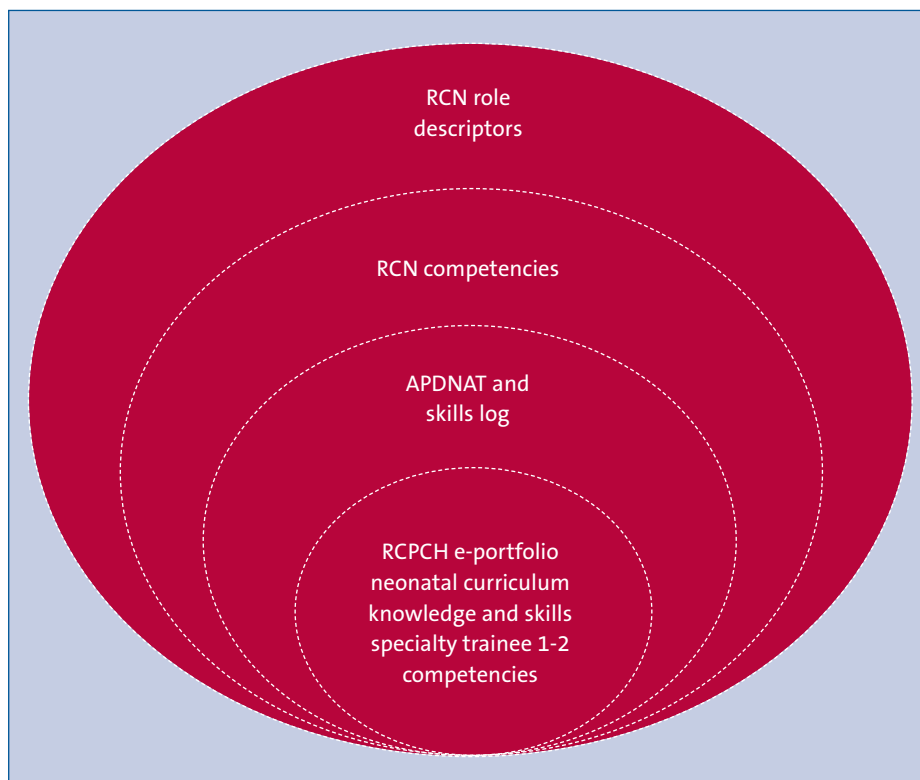 RCN role
descriptors
RCN competencies
APDNAT and
skills log
RCPCH e-portfolio
neonatal curriculum
knowledge and skills
specialty trainee 1-2
competencies